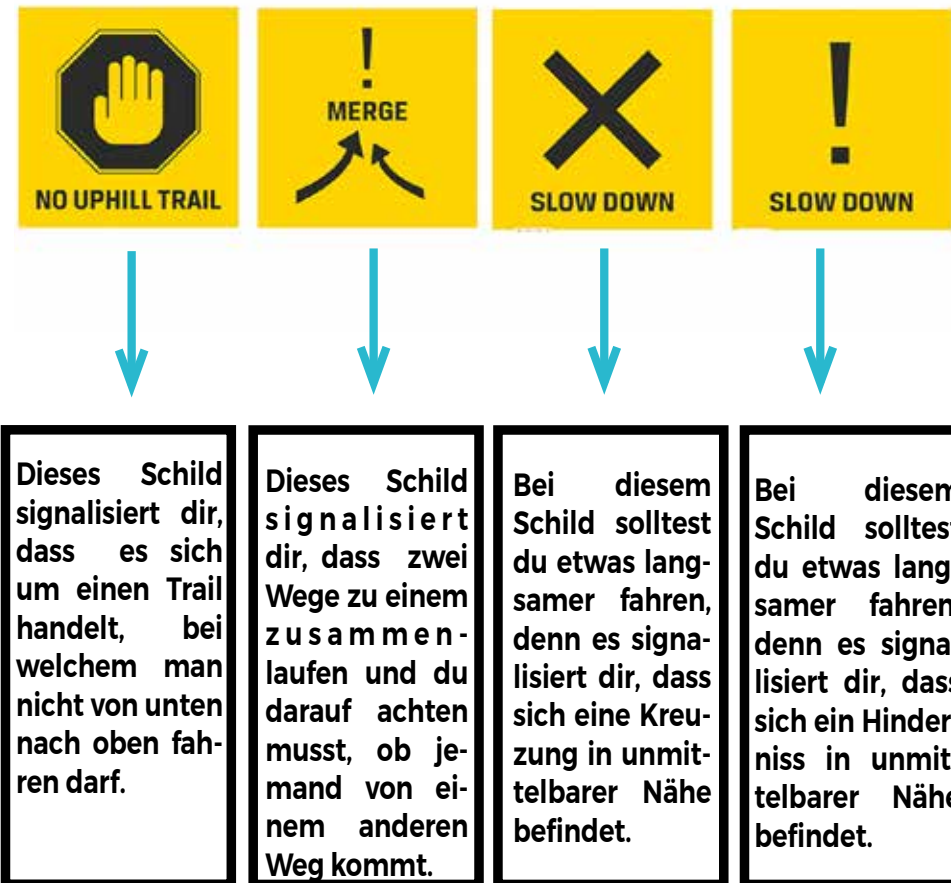 NO UPHILL TRAIL
!
MERGE
SLOW DOWN
!
SLOW DOWN
Dieses Schild
signalisiert dir,
dass es sich
um einen Trail
handelt, bei
welchem man
nicht von unten
nach oben fah-
ren darf.
Dieses Schild
signalisiert
dir, dass zwei
Wege zu einem
zusammen-
laufen und du
darauf achten
musst, ob je-
mand von ei-
nem anderen
Weg kommt.
Bei diesem
Schild solltest
du etwas lang-
samer fahren,
denn es signa-
lisiert dir, dass
sich eine Kreu-
zung in unmit-
telbarer Nähe
befindet.
Bei diesem
Schild solltest
du etwas lang-
samer fahren,
denn es signa-
lisiert dir, dass
sich ein Hinder-
niss in unmit-
telbarer Nähe
befindet.